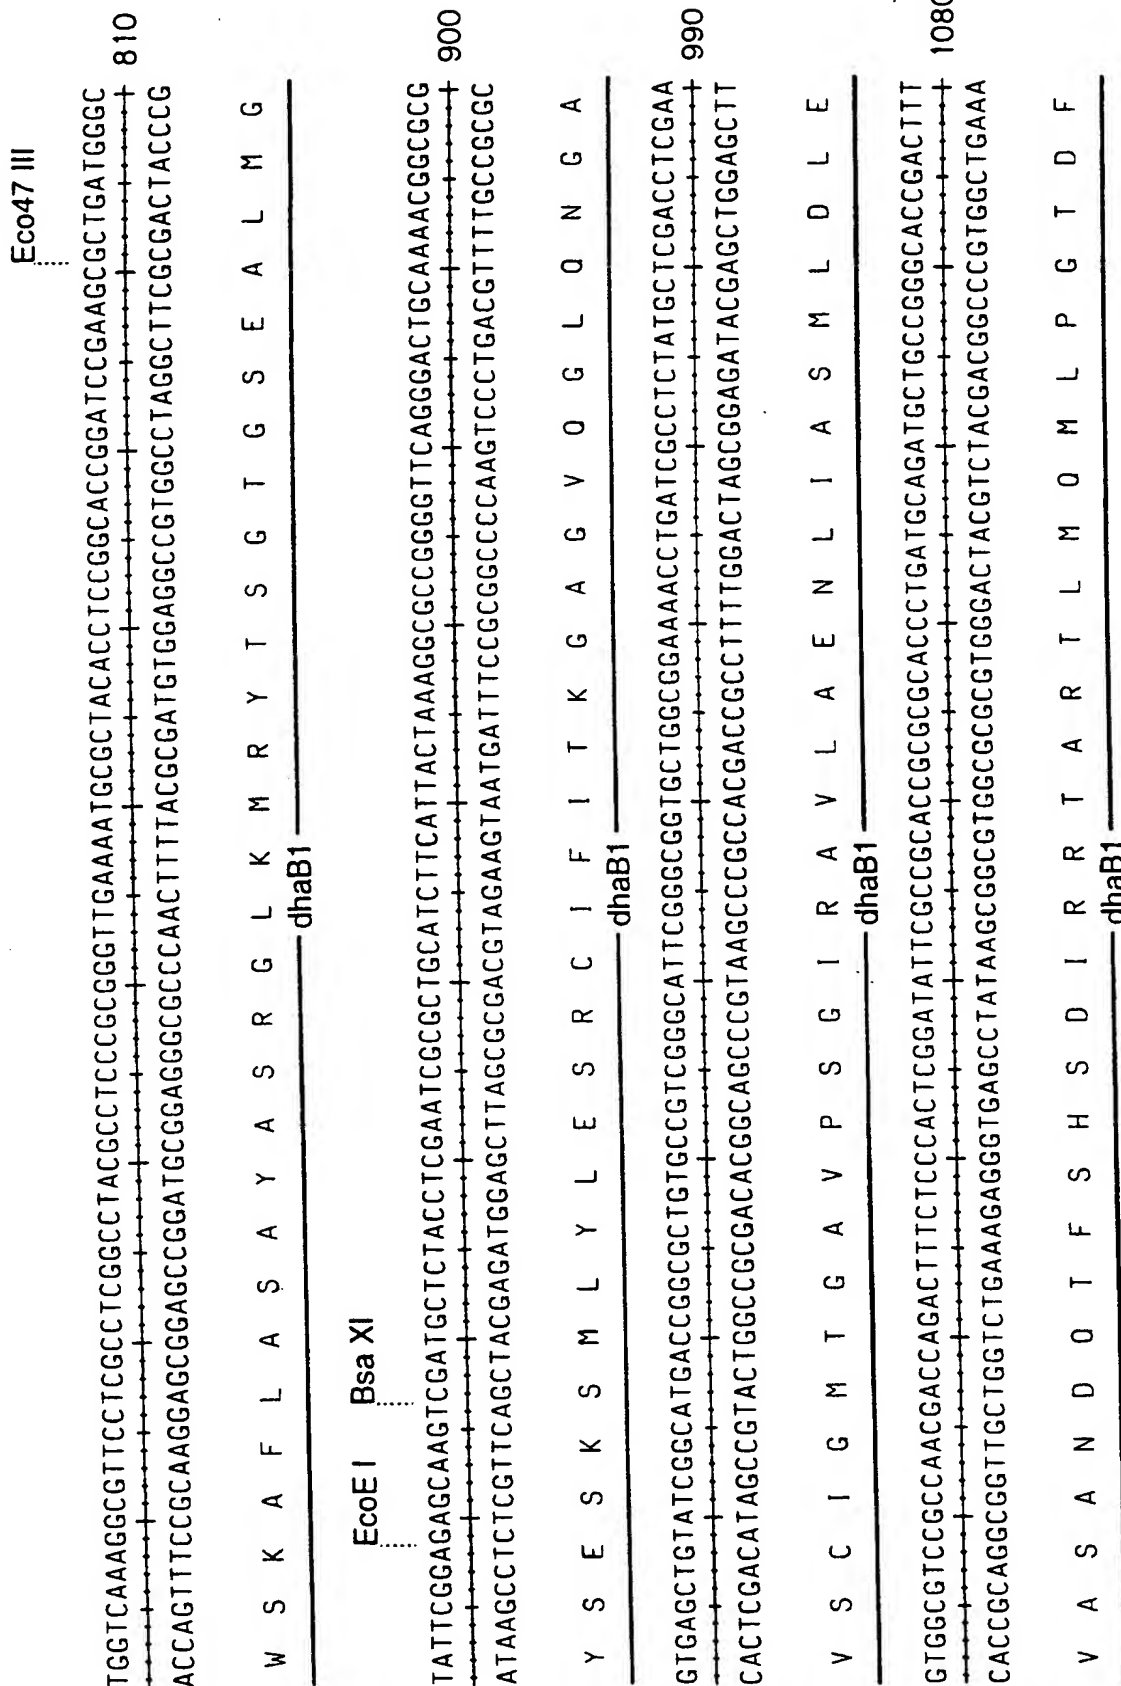 Eco47 III
TGGTCAAAGGCGTTCCTCGCCTCGGCCTACGCCTCCCGCGGGTTGAAAATGCGCTACACCTCCGGCACCGGATCCGAAGCGCTGATGGGC
810
ACCAGTTTCCGCAAGGAGCGGAGCCGGATGCGGAGGGCGCCCAACTTTTACGCGATGTGGAGGCCGTGGCCTAGGCTTCGCGACTACCCG
W S K A F L A S A Y A S R G L K M R Y T S G T G S E A L M G
dhaB1
EcoE I Bsa XI
TATTCGGAGAGCAAGTCGATGCTCTACCTCGAATCGCGCTGCATCTTCATTACTAAAGGCGCCGGGGTTCAGGGACTGCAAAACGGCGCG
900
ATAAGCCTCTCGTTCAGCTACGAGATGGAGCTTAGCGCGACGTAGAAGTAATGATTTCCGCGGCCCCAAGTCCCTGACGTTTTGCCGCGC
Y S E S K S M L Y L E S R C I F I T K G A G V Q G L Q N G A
dhaB1
GTGAGCTGTATCGGCATGACCGGCGCTGTGCCGTCGGGCATTCGGGCGGTGCTGGCGGAAAACCTGATCGCCTCTATGCTCGACCTCGAA
990
CACTCGACATAGCCGTACTGGCCGCGACACGGCAGCCCGTAAGCCCGCCACGACCGCCTTTTGGACTAGCGGAGATACGAGCTGGAGCTT
V S C I G M T G A V P S G I R A V L A E N L I A S M L D L E
dhaB1
GTGGCGTCCGCCAACGACCAGACTTTCTCCCACTCGGATATTCGCCGCACCGCGCGCACCCTGATGCAGATGCTGCCGGGCACCGACTTT
1080
CACCGCAGGCGGTTGCTGGTCTGAAAGAGGGTGAGCCTATAAGCGGCGTGGCGCGCGTGGGACTACGTCTACGACGGCCCGTGGCTGAAA
V A S A N D Q T F S H S D I R R T A R T L M Q M L P G T D F
dhaB1